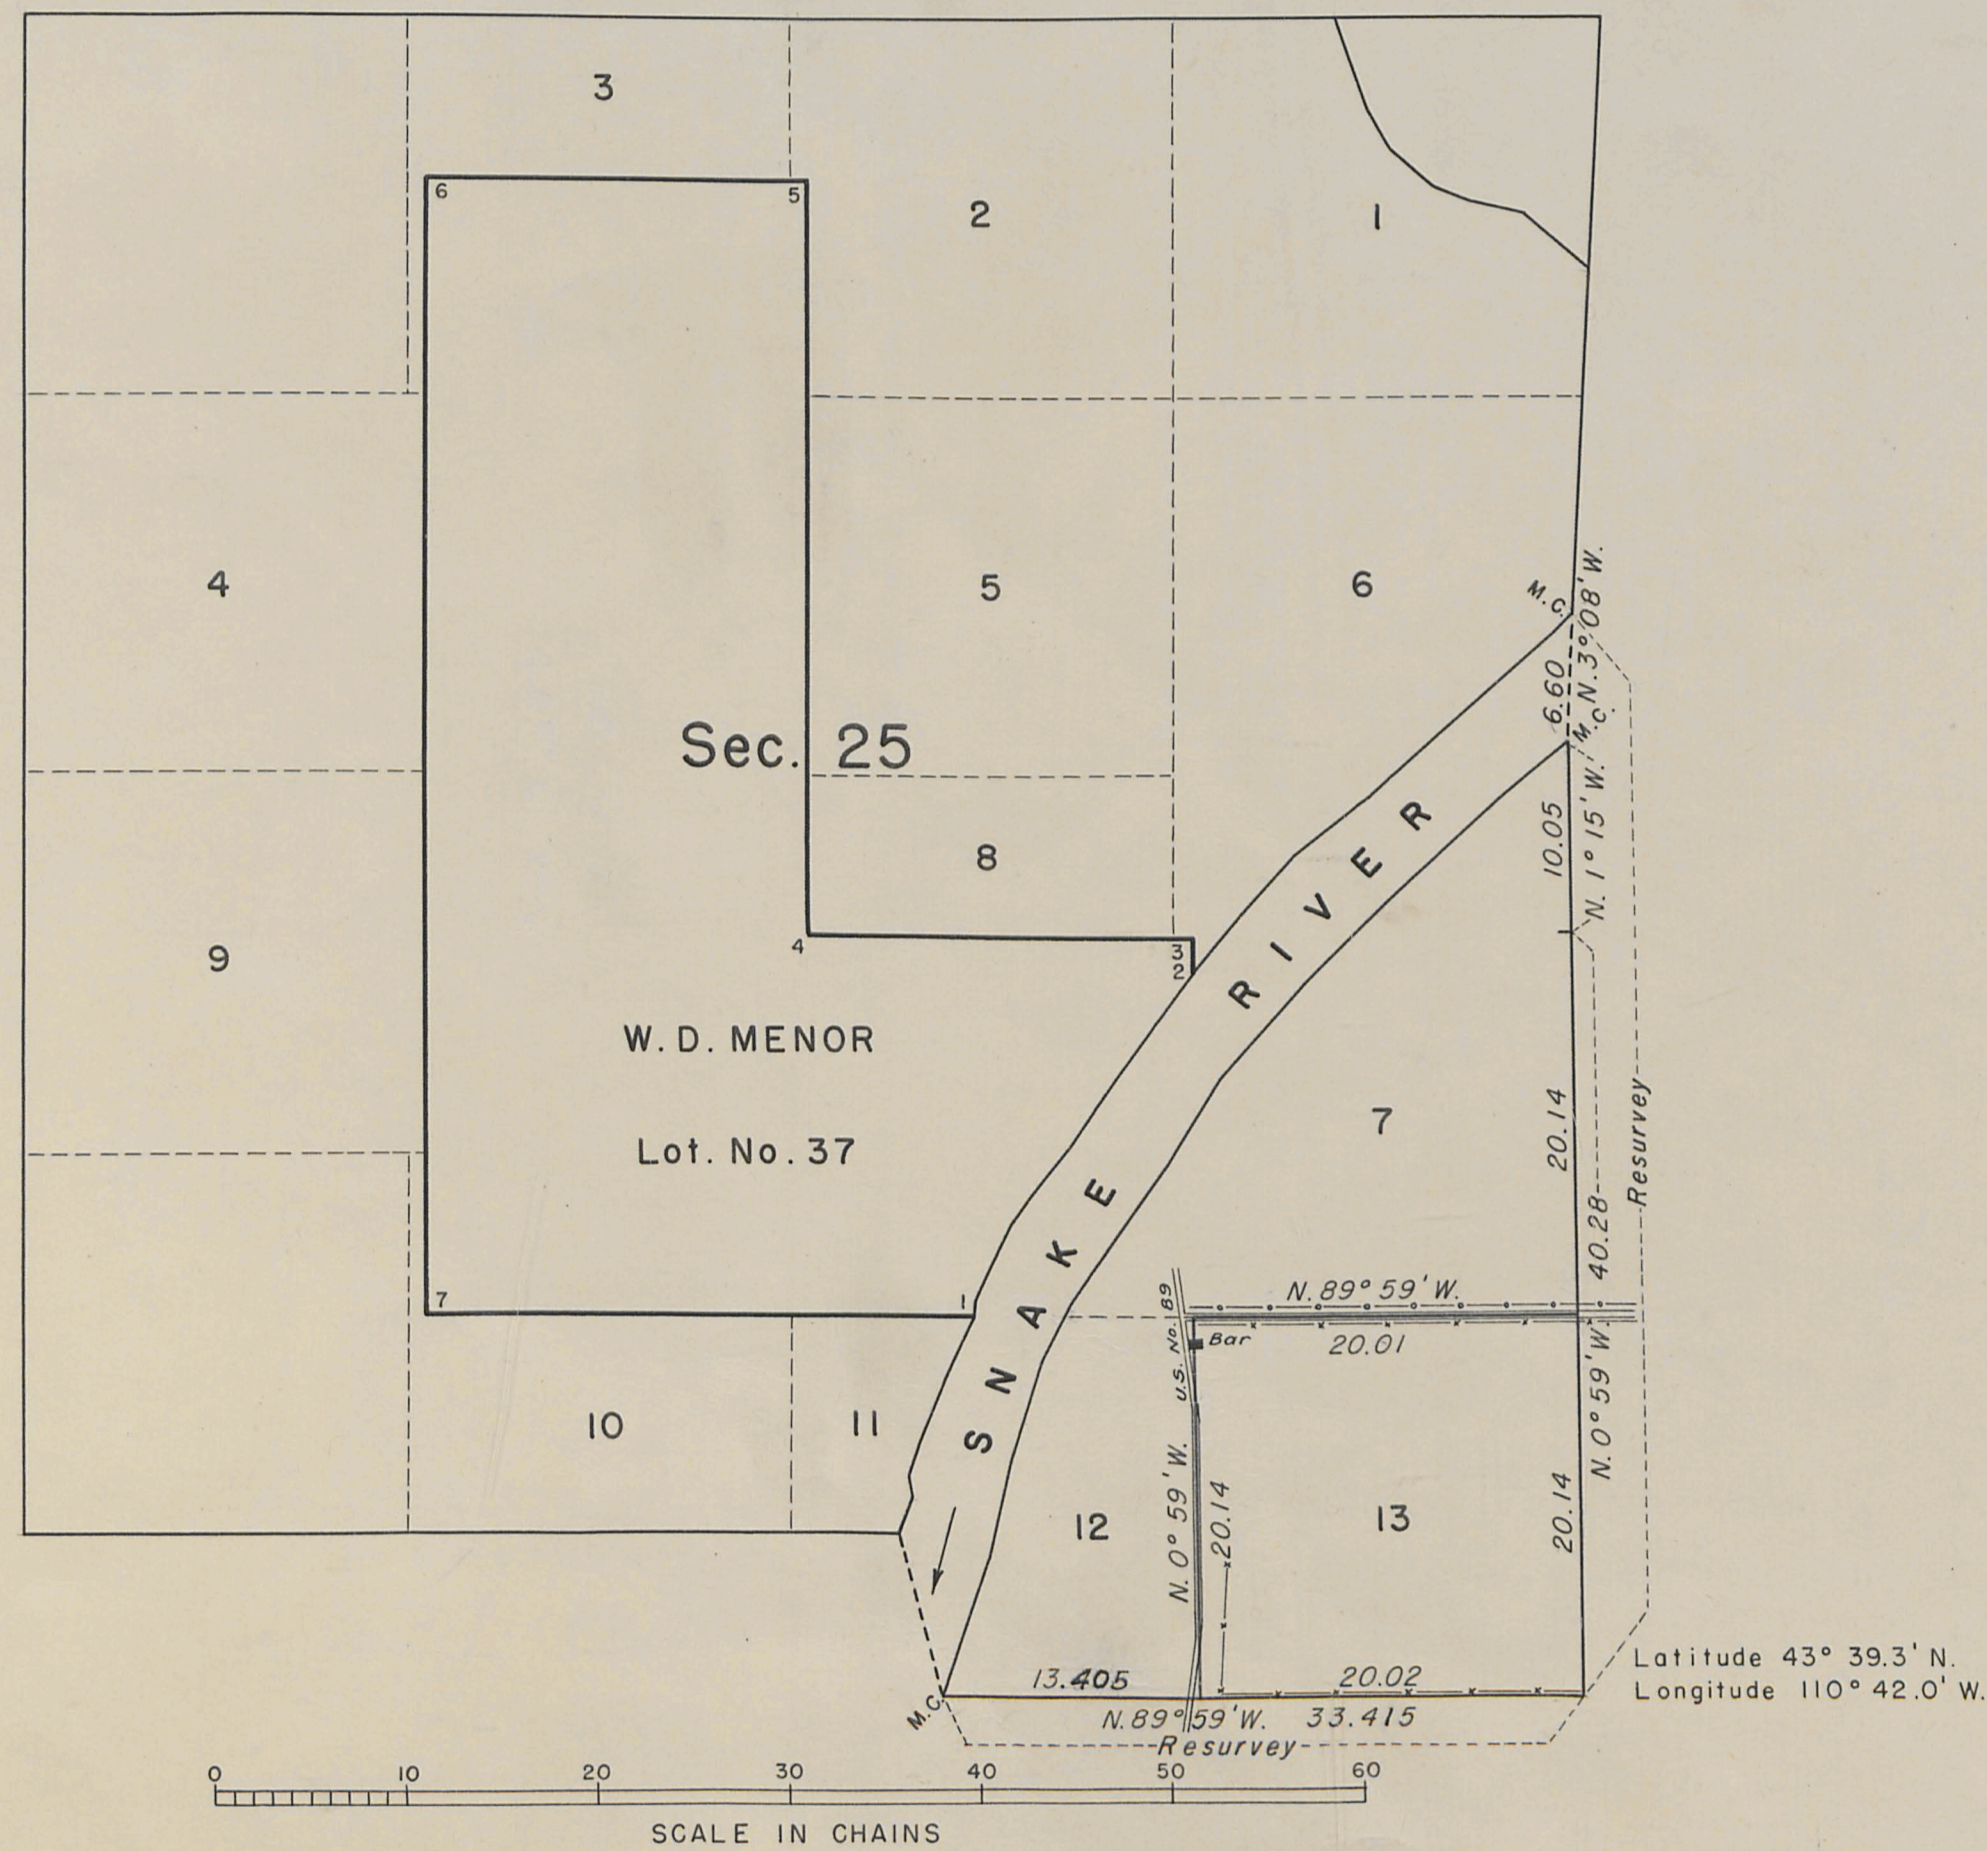 3
6
5
2
1
4
5
6
M.C.
N. 3° 08' W.
6.60
M.C.
Sec. 25
N. 1° 15' W.
10.05
8
9
4
3
2
SNAKE RIVER
W. D. MENOR
Lot. No. 37
7
20.14
Resurvey
40.28
7
1
U.S. No. 89
N. 89° 59' W.
Bar
20.01
N. 0° 59' W.
10
11
12
N. 0° 59' W.
20.14
13
20.14
Latitude 43° 39.3' N.
Longitude 110° 42.0' W.
13.405
20.02
M.C.
N. 89° 59' W. 33.415
Resurvey
0 10 20 30 40 50 60
SCALE IN CHAINS